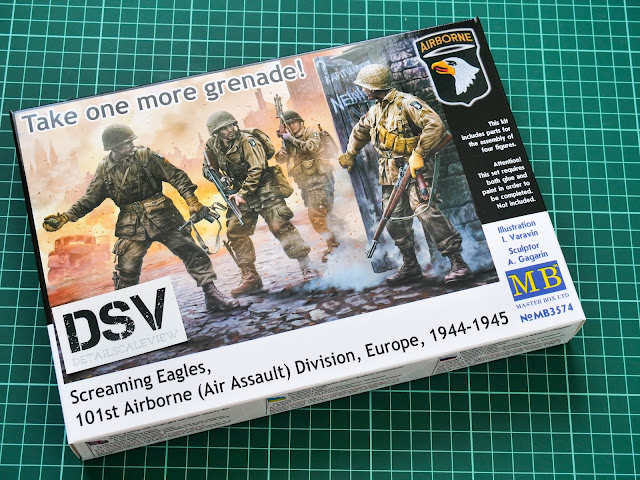 Take one more grenade!
AIRBORNE
This kit
includes parts for
the assembly of
four figures.
Attention!
This set requires
both glue and
paint in order to
be completed.
Not included.
Illustration
I. Varavin
Sculptor
A. Gagarin
MB
MASTER BOX LTD
№MB3574
DSV
DETAILSCALEVIEW
Screaming Eagles,
101st Airborne (Air Assault) Division, Europe, 1944-1945